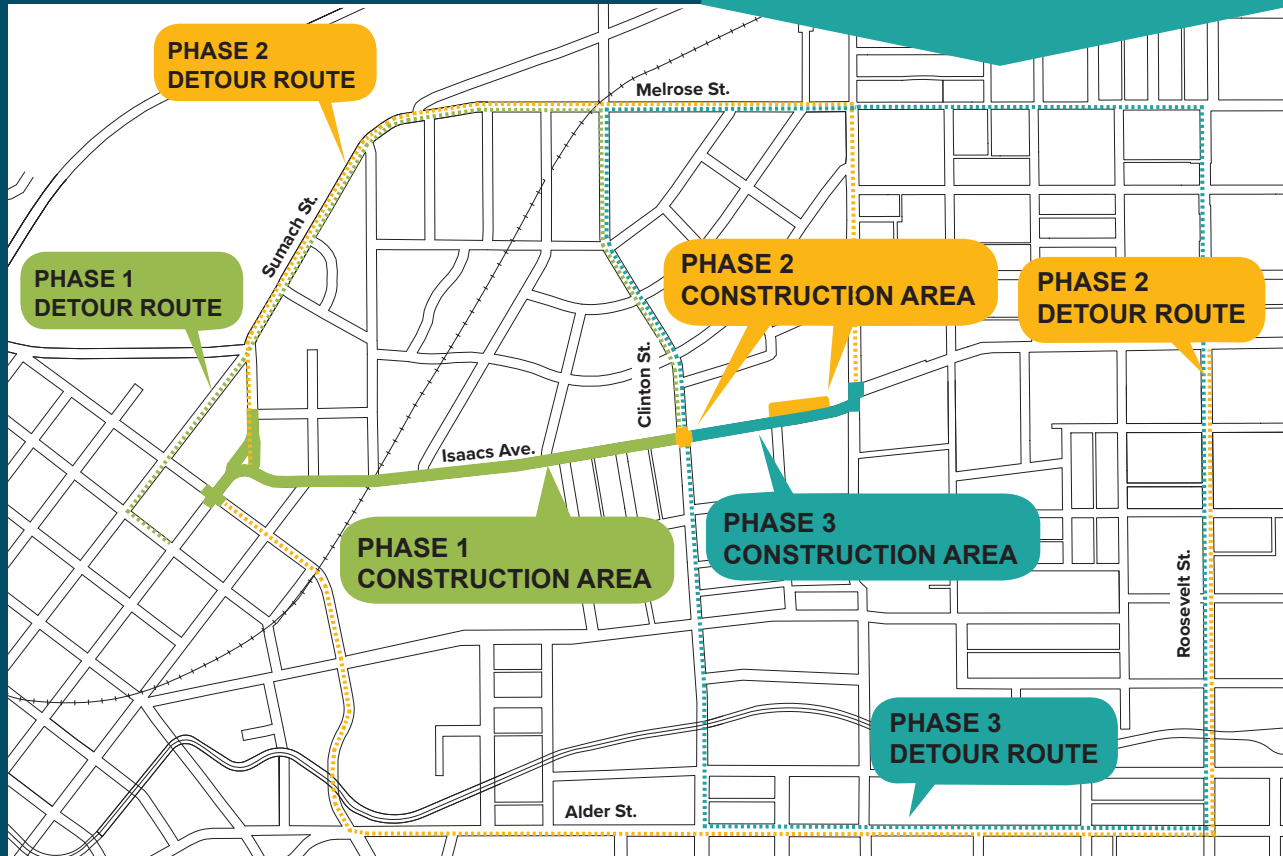 PHASE 2
DETOUR ROUTE
Melrose St.
Sumach St.
PHASE 1
DETOUR ROUTE
PHASE 2
CONSTRUCTION AREA
PHASE 2
DETOUR ROUTE
Clinton St.
Isaacs Ave.
PHASE 1
CONSTRUCTION AREA
PHASE 3
CONSTRUCTION AREA
Roosevelt St.
PHASE 3
DETOUR ROUTE
Alder St.